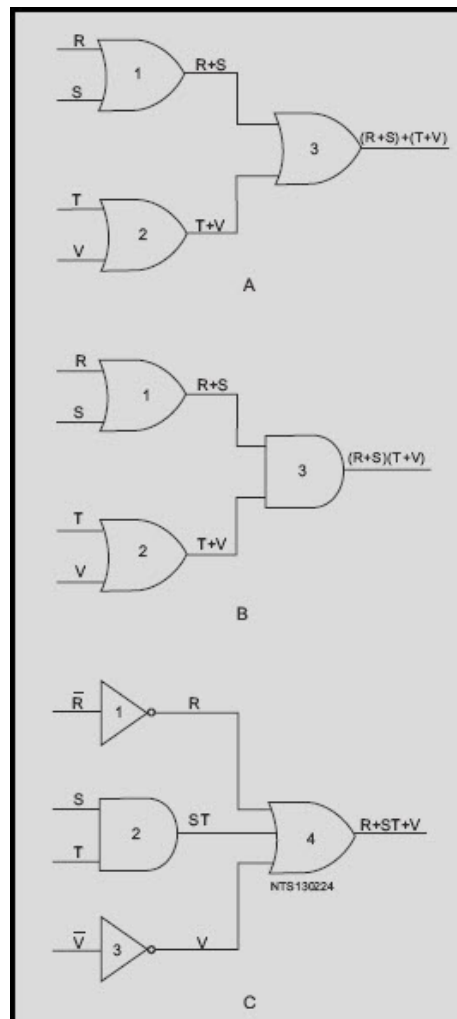 R
1
R+S
S
3
(R+S)+(T+V)
T
2
T+V
V
A
R
1
R+S
S
3
(R+S)(T+V)
T
2
T+V
V
B
R̅
1
R
S
2
ST
T
4
R+ST+V
NTS130224
V̅
3
V
C